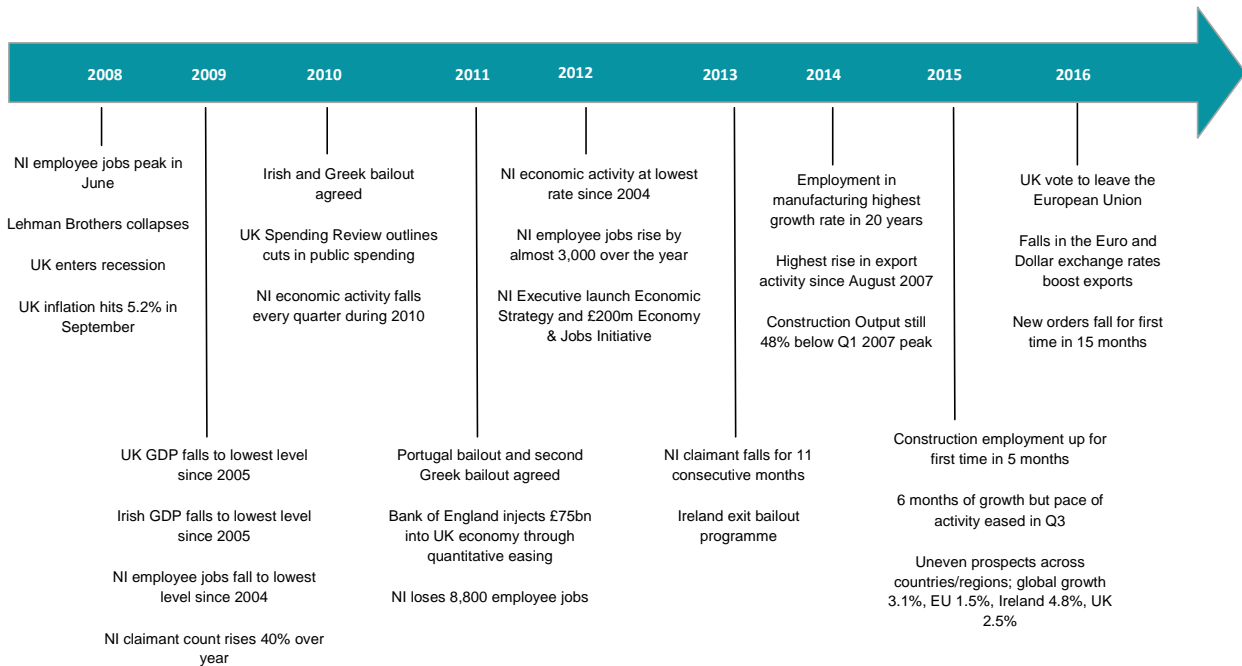 2008 2009 2010 2011 2012 2013 2014 2015 2016
NI employee jobs peak in
June
Lehman Brothers collapses
UK enters recession
UK inflation hits 5.2% in
September
UK GDP falls to lowest level
since 2005
Irish GDP falls to lowest level
since 2005
NI employee jobs fall to lowest
level since 2004
NI claimant count rises 40% over
year
Irish and Greek bailout
agreed
UK Spending Review outlines
cuts in public spending
NI economic activity falls
every quarter during 2010
Portugal bailout and second
Greek bailout agreed
Bank of England injects £75bn
into UK economy through
quantitative easing
NI loses 8,800 employee jobs
NI economic activity at lowest
rate since 2004
NI employee jobs rise by
almost 3,000 over the year
NI Executive launch Economic
Strategy and £200m Economy
& Jobs Initiative
NI claimant falls for 11
consecutive months
Ireland exit bailout
programme
Employment in
manufacturing highest
growth rate in 20 years
Highest rise in export
activity since August 2007
Construction Output still
48% below Q1 2007 peak
Construction employment up for
first time in 5 months
6 months of growth but pace of
activity eased in Q3
Uneven prospects across
countries/regions; global growth
3.1%, EU 1.5%, Ireland 4.8%, UK
2.5%
UK vote to leave the
European Union
Falls in the Euro and
Dollar exchange rates
boost exports
New orders fall for first
time in 15 months